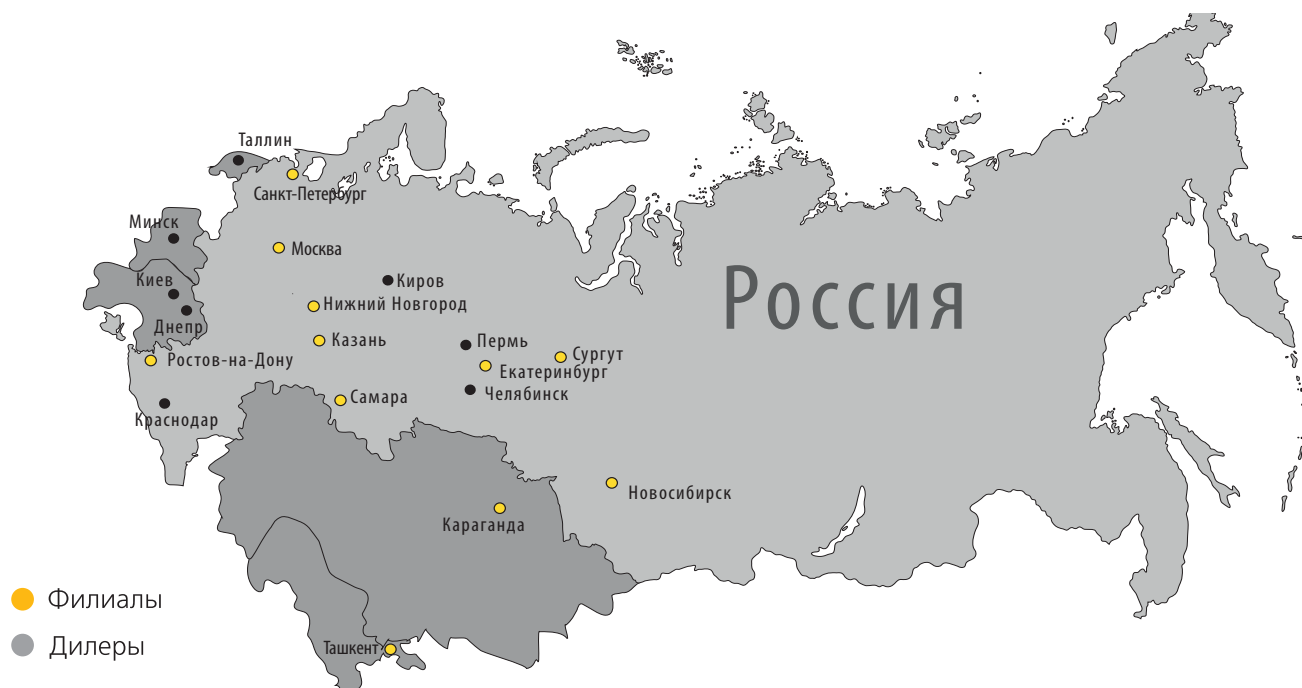 Таллин
Санкт-Петербург
Минск
Москва
Киев
Киров
Нижний Новгород
Днепр
Россия
Казань
Пермь
Ростов-на-Дону
Сургут
Екатеринбург
Челябинск
Самара
Краснодар
Новосибирск
Караганда
Филиалы
Дилеры
Ташкент